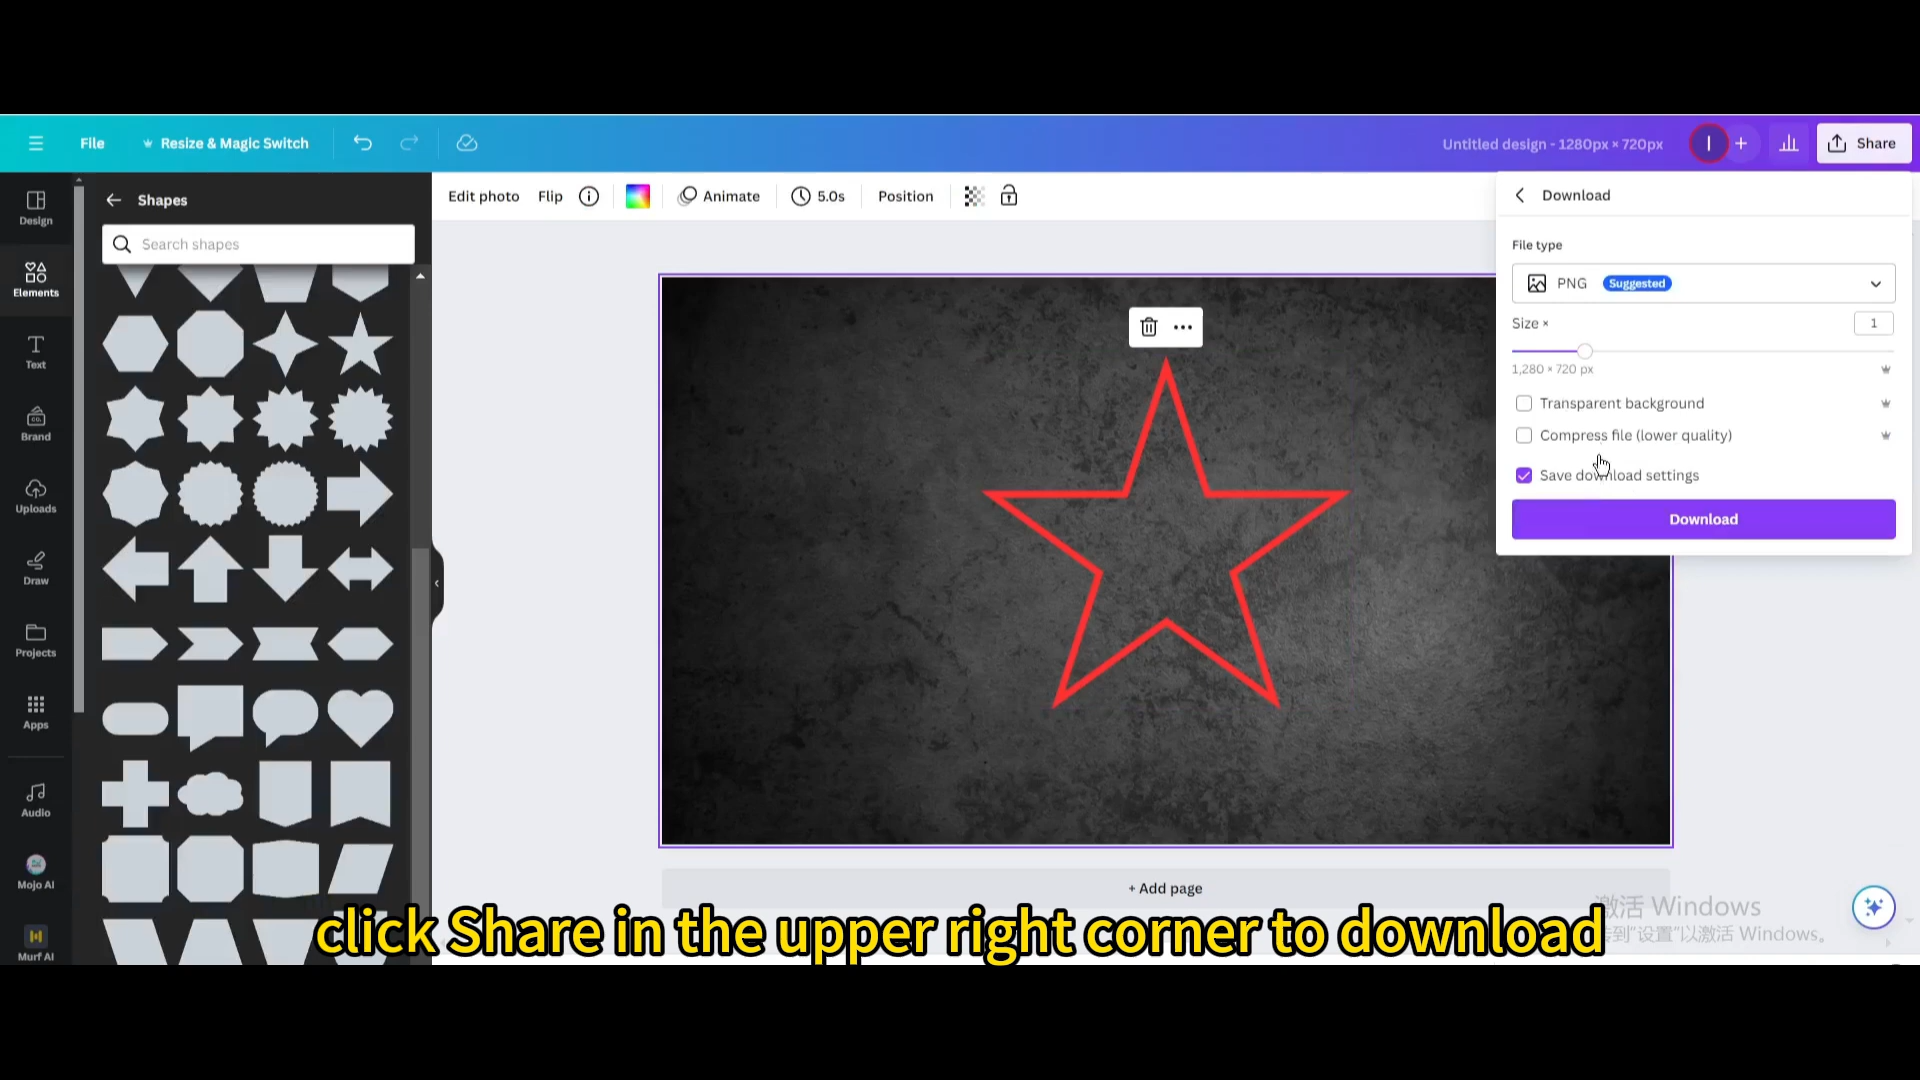 File
Resize & Magic Switch
Untitled design - 1280px × 720px
Share
Design
Elements
Text
Brand
Uploads
Draw
Projects
Apps
Audio
Mojo AI
Murf AI
Shapes
Search shapes
Edit photo
Flip
Animate
5.0s
Position
Download
File type
PNG
Suggested
Size ×
1
1,280 × 720 px
Transparent background
Compress file (lower quality)
Save download settings
Download
+ Add page
激活 Windows
转到"设置"以激活 Windows。
click Share in the upper right corner to download